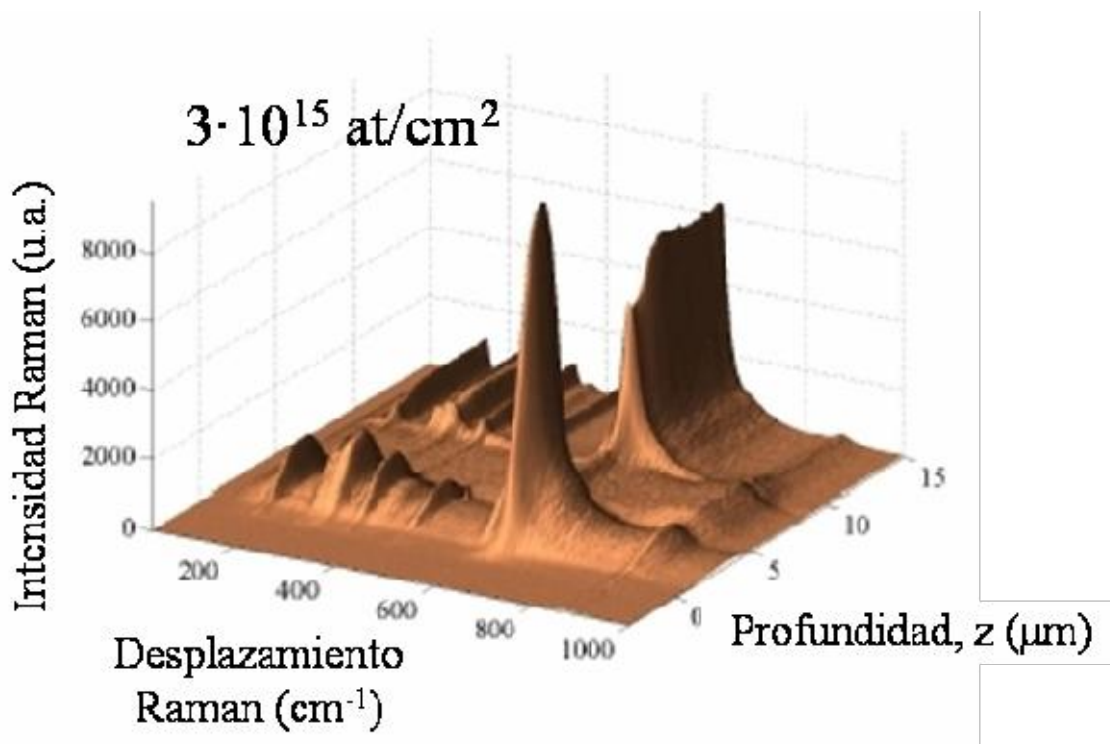 3·10¹⁵ at/cm²
Intensidad Raman (u.a.)
8000
6000
4000
2000
0
200
400
600
800
1000
Desplazamiento
Raman (cm⁻¹)
0
5
10
15
Profundidad, z (μm)